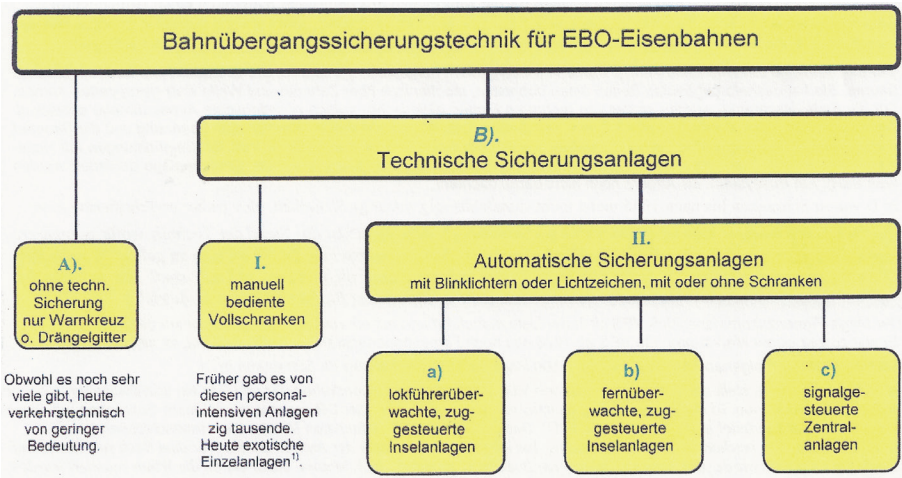 Bahnübergangssicherungstechnik für EBO-Eisenbahnen
B).
Technische Sicherungsanlagen
A).
ohne techn.
Sicherung
nur Warnkreuz
o. Drängelgitter
I.
manuell
bediente
Vollschranken
II.
Automatische Sicherungsanlagen
mit Blinklichtern oder Lichtzeichen, mit oder ohne Schranken
Obwohl es noch sehr
viele gibt, heute
verkehrstechnisch
von geringer
Bedeutung.
Früher gab es von
diesen personal-
intensiven Anlagen
zig tausende.
Heute exotische
Einzelanlagen¹⁾.
a)
lokführerüber-
wachte, zug-
gesteuerte
Inselanlagen
b)
fernüber-
wachte, zug-
gesteuerte
Inselanlagen
c)
signalge-
steuerte
Zentral-
anlagen